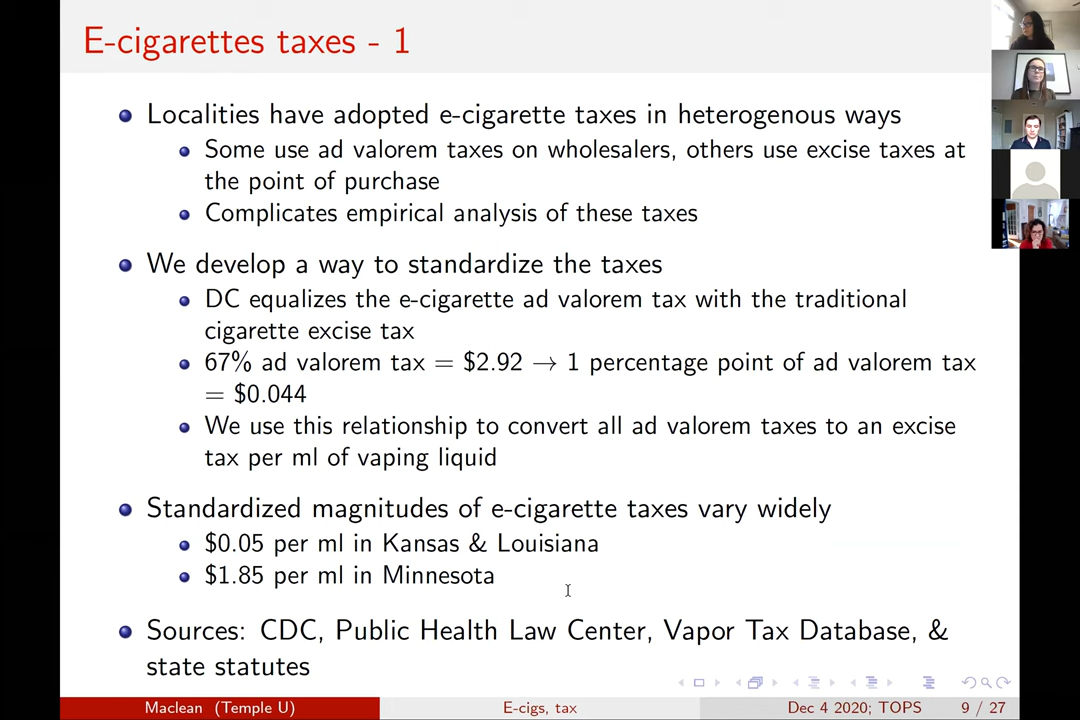 E-cigarettes taxes - 1
Localities have adopted e-cigarette taxes in heterogenous ways
Some use ad valorem taxes on wholesalers, others use excise taxes at
the point of purchase
Complicates empirical analysis of these taxes
We develop a way to standardize the taxes
DC equalizes the e-cigarette ad valorem tax with the traditional
cigarette excise tax
67% ad valorem tax = $2.92 → 1 percentage point of ad valorem tax
= $0.044
We use this relationship to convert all ad valorem taxes to an excise
tax per ml of vaping liquid
Standardized magnitudes of e-cigarette taxes vary widely
$0.05 per ml in Kansas & Louisiana
$1.85 per ml in Minnesota
Sources: CDC, Public Health Law Center, Vapor Tax Database, &
state statutes
Maclean (Temple U) E-cigs, tax Dec 4 2020; TOPS 9 / 27